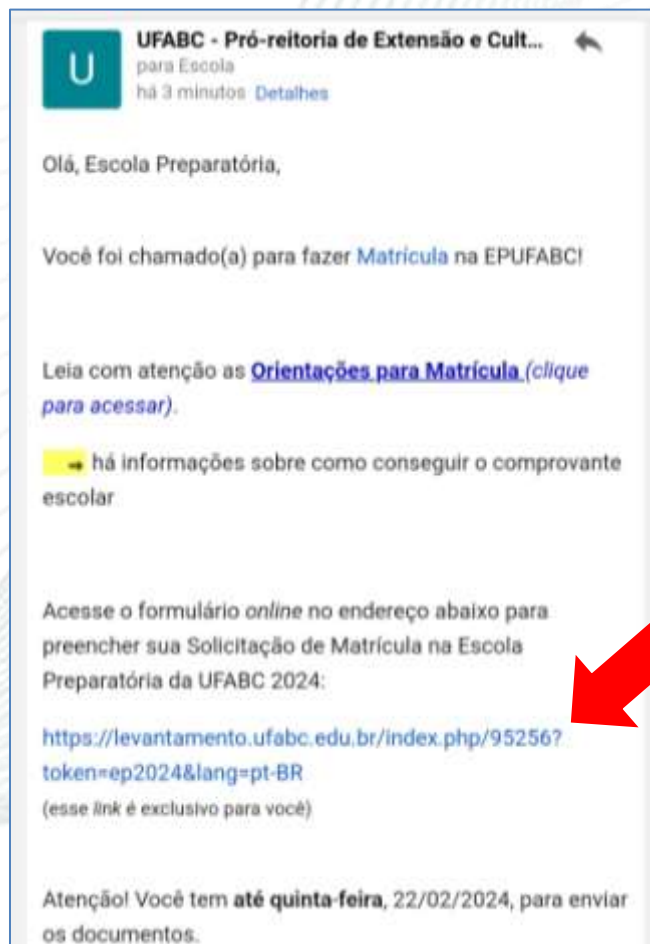 U
UFABC - Pró-reitoria de Extensão e Cult...
para Escola
há 3 minutos Detalhes
Olá, Escola Preparatória,
Você foi chamado(a) para fazer Matrícula na EPUFABC!
Leia com atenção as Orientações para Matrícula (clique
para acessar).
➡ há informações sobre como conseguir o comprovante
escolar
Acesse o formulário online no endereço abaixo para
preencher sua Solicitação de Matrícula na Escola
Preparatória da UFABC 2024:
https://levantamento.ufabc.edu.br/index.php/95256?
token=ep2024&lang=pt-BR
(esse link é exclusivo para você)
Atenção! Você tem até quinta-feira, 22/02/2024, para enviar
os documentos.